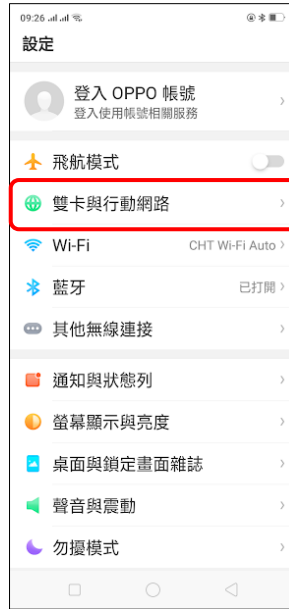 09:26
設定
登入 OPPO 帳號
登入使用帳號相關服務
飛航模式
雙卡與行動網路
Wi-Fi CHT Wi-Fi Auto
藍牙 已打開
其他無線連接
通知與狀態列
螢幕顯示與亮度
桌面與鎖定畫面雜誌
聲音與震動
勿擾模式